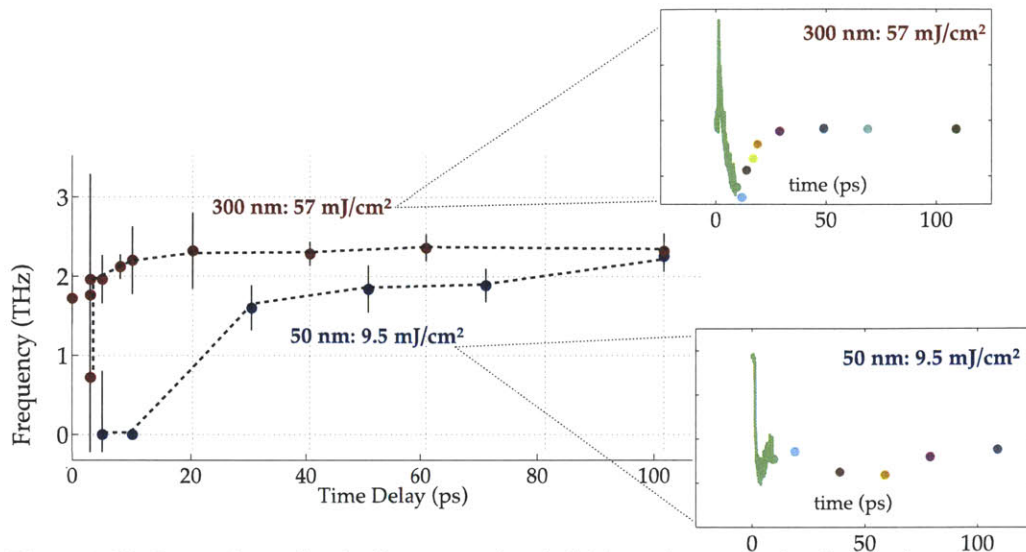 300 nm: 57 mJ/cm²
time (ps)
0 50 100
3
2
1
0
Frequency (THz)
300 nm: 57 mJ/cm²
50 nm: 9.5 mJ/cm²
0 20 40 60 80 100
Time Delay (ps)
50 nm: 9.5 mJ/cm²
time (ps)
0 50 100